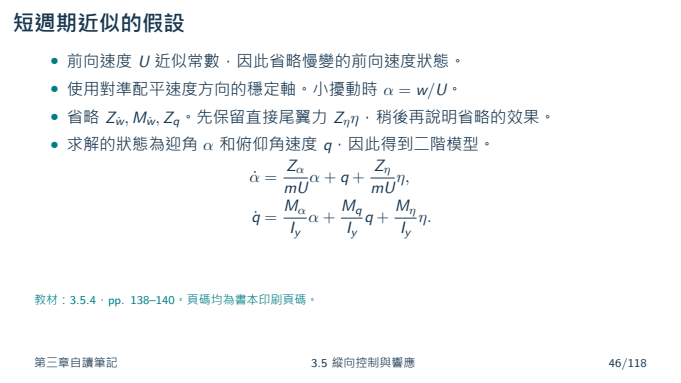 短週期近似的假設
• 前向速度 U 近似常數，因此省略慢變的前向速度狀態。
• 使用對準配平速度方向的穩定軸。小擾動時 α = w/U。
• 省略 Z_ẇ, M_ẇ, Z_q。先保留直接尾翼力 Z_η η，稍後再說明省略的效果。
• 求解的狀態為迎角 α 和俯仰角速度 q，因此得到二階模型。
α̇ = Z_α/(mU) α + q + Z_η/(mU) η,
q̇ = M_α/I_y α + M_q/I_y q + M_η/I_y η.
教材：3.5.4，pp. 138–140。頁碼均為書本印刷頁碼。
第三章自讀筆記 3.5 縱向控制與響應 46/118